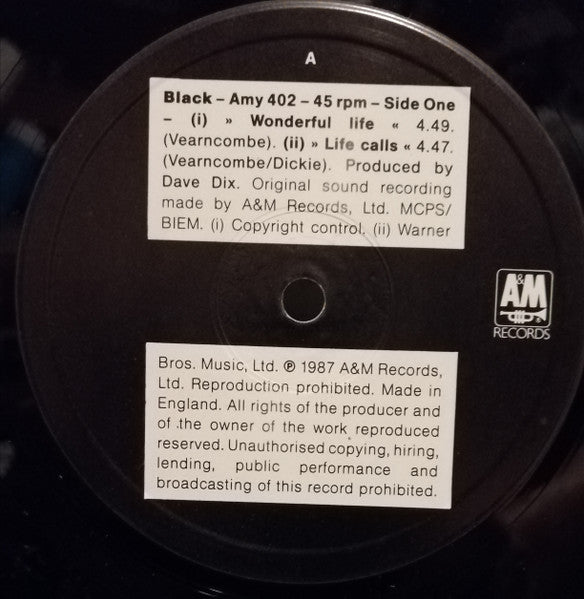 A
Black – Amy 402 – 45 rpm – Side One
– (i) » Wonderful life « 4.49.
(Vearncombe). (ii) » Life calls « 4.47.
(Vearncombe/Dickie). Produced by
Dave Dix. Original sound recording
made by A&M Records, Ltd. MCPS/
BIEM. (i) Copyright control. (ii) Warner
A&M
RECORDS
Bros. Music, Ltd. ℗ 1987 A&M Records,
Ltd. Reproduction prohibited. Made in
England. All rights of the producer and
of the owner of the work reproduced
reserved. Unauthorised copying, hiring,
lending, public performance and
broadcasting of this record prohibited.